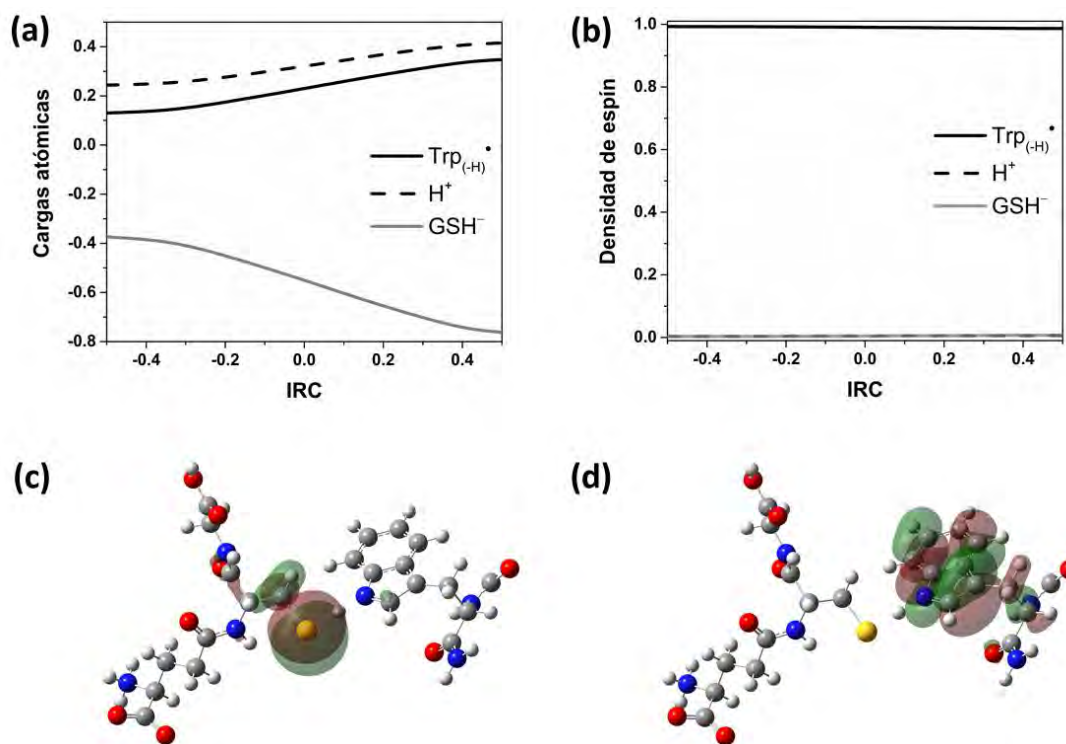 (a)
Cargas atómicas
0.4
0.2
0.0
-0.2
-0.4
-0.6
-0.8
Trp(-H)•
H+
GSH−
-0.4 -0.2 0.0 0.2 0.4
IRC
(b)
Densidad de espín
1.0
0.8
0.6
0.4
0.2
0.0
Trp(-H)•
H+
GSH−
-0.4 -0.2 0.0 0.2 0.4
IRC
(c)
(d)